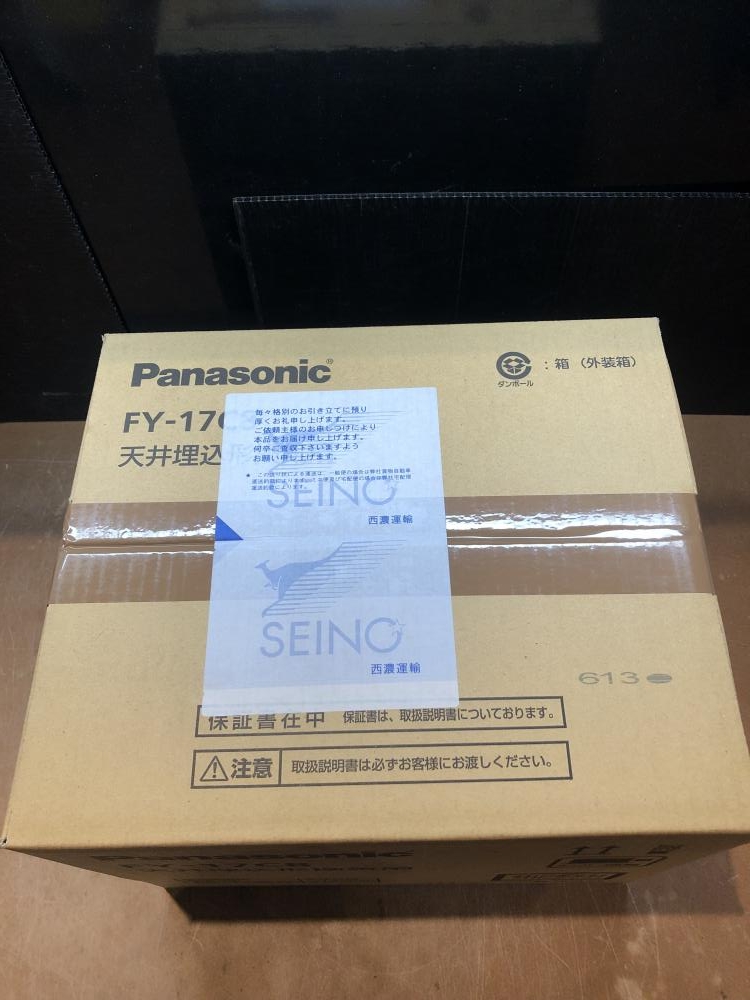 Panasonic®
ダンボール
：箱（外装箱）
FY-17C
天井埋込形
毎々格別のお引き立てに預り
厚くお礼申し上げます。
ご依頼主様のお申しつけにより
本品をお届け申し上げます。
何卒ご査収下さいますよう
お願い申し上げます。
SEINO
西濃運輸
SEINO
西濃運輸
613
保証書在中 保証書は、取扱説明書についております。
注意 取扱説明書は必ずお客様にお渡しください。
Panasonic